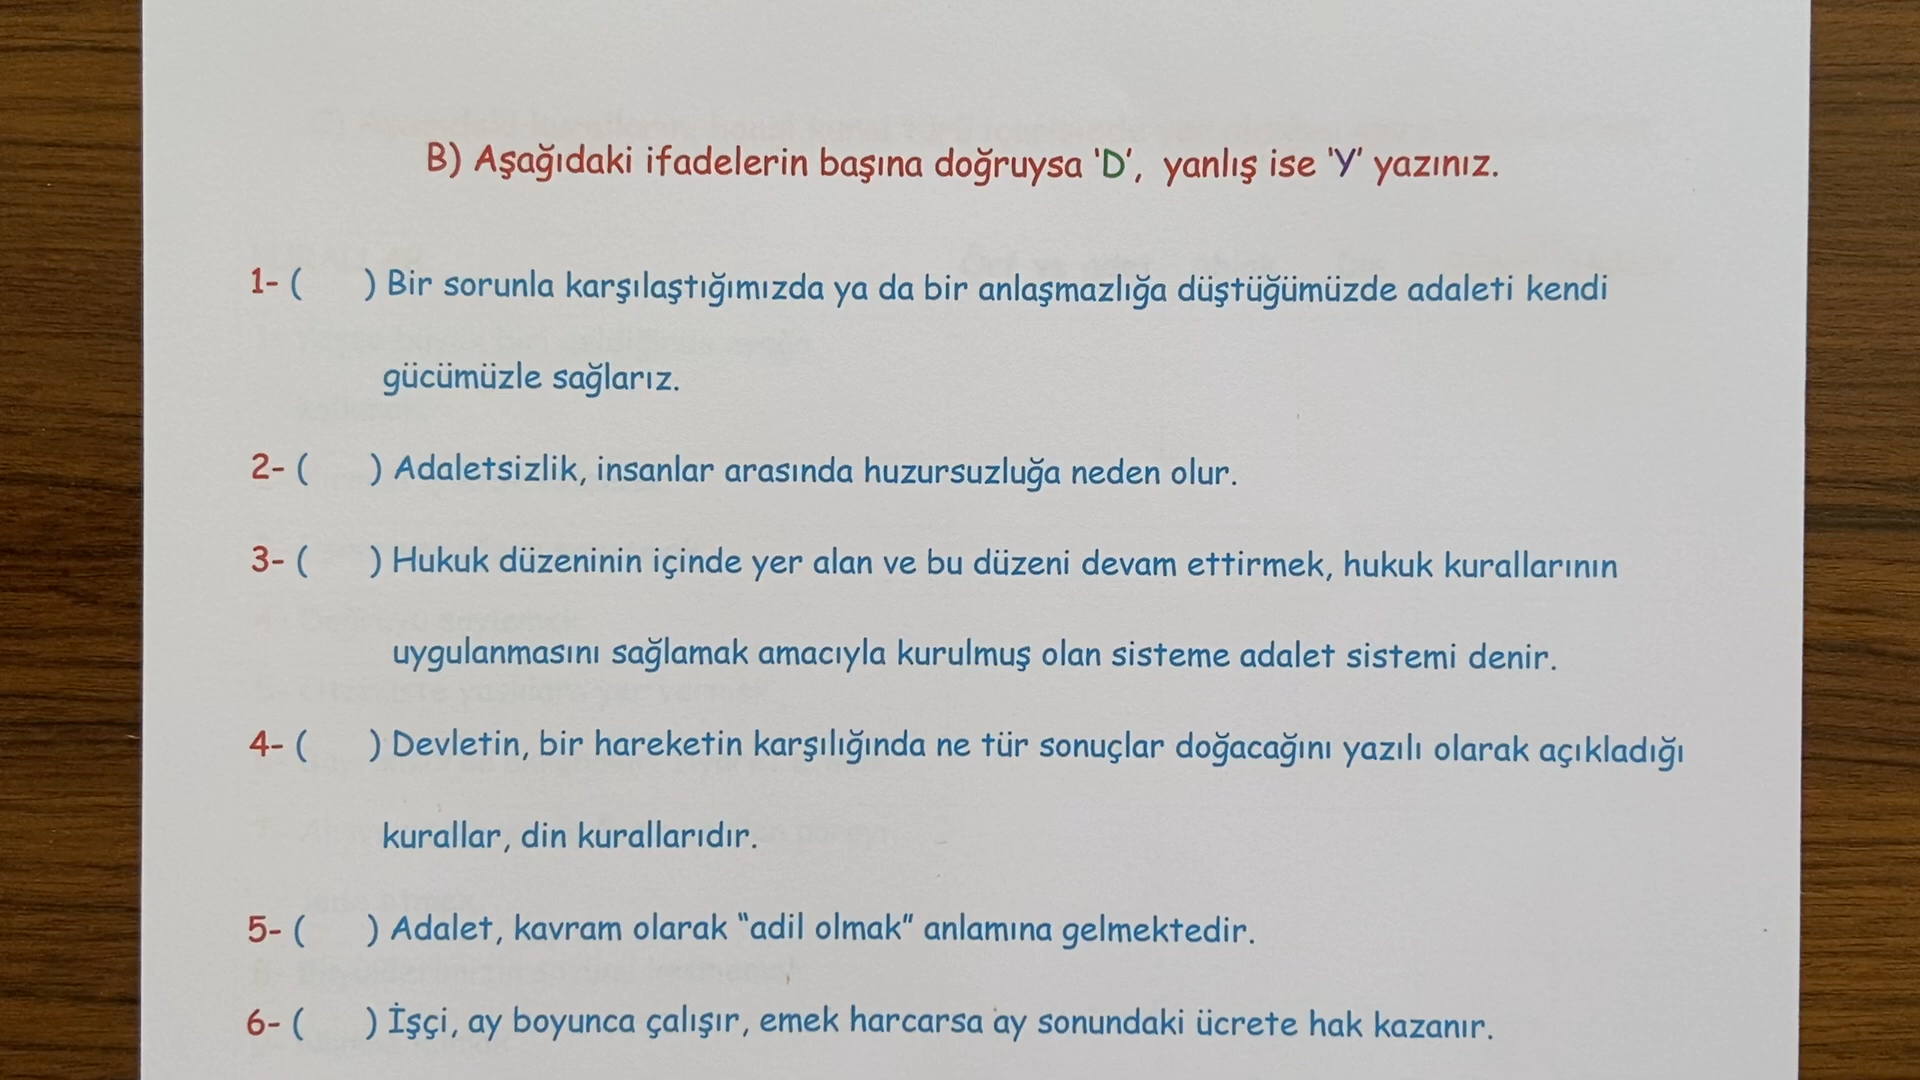 B) Aşağıdaki ifadelerin başına doğruysa 'D', yanlış ise 'Y' yazınız.
1- ( ) Bir sorunla karşılaştığımızda ya da bir anlaşmazlığa düştüğümüzde adaleti kendi
gücümüzle sağlarız.
2- ( ) Adaletsizlik, insanlar arasında huzursuzluğa neden olur.
3- ( ) Hukuk düzeninin içinde yer alan ve bu düzeni devam ettirmek, hukuk kurallarının
uygulanmasını sağlamak amacıyla kurulmuş olan sisteme adalet sistemi denir.
4- ( ) Devletin, bir hareketin karşılığında ne tür sonuçlar doğacağını yazılı olarak açıkladığı
kurallar, din kurallarıdır.
5- ( ) Adalet, kavram olarak "adil olmak" anlamına gelmektedir.
6- ( ) İşçi, ay boyunca çalışır, emek harcarsa ay sonundaki ücrete hak kazanır.